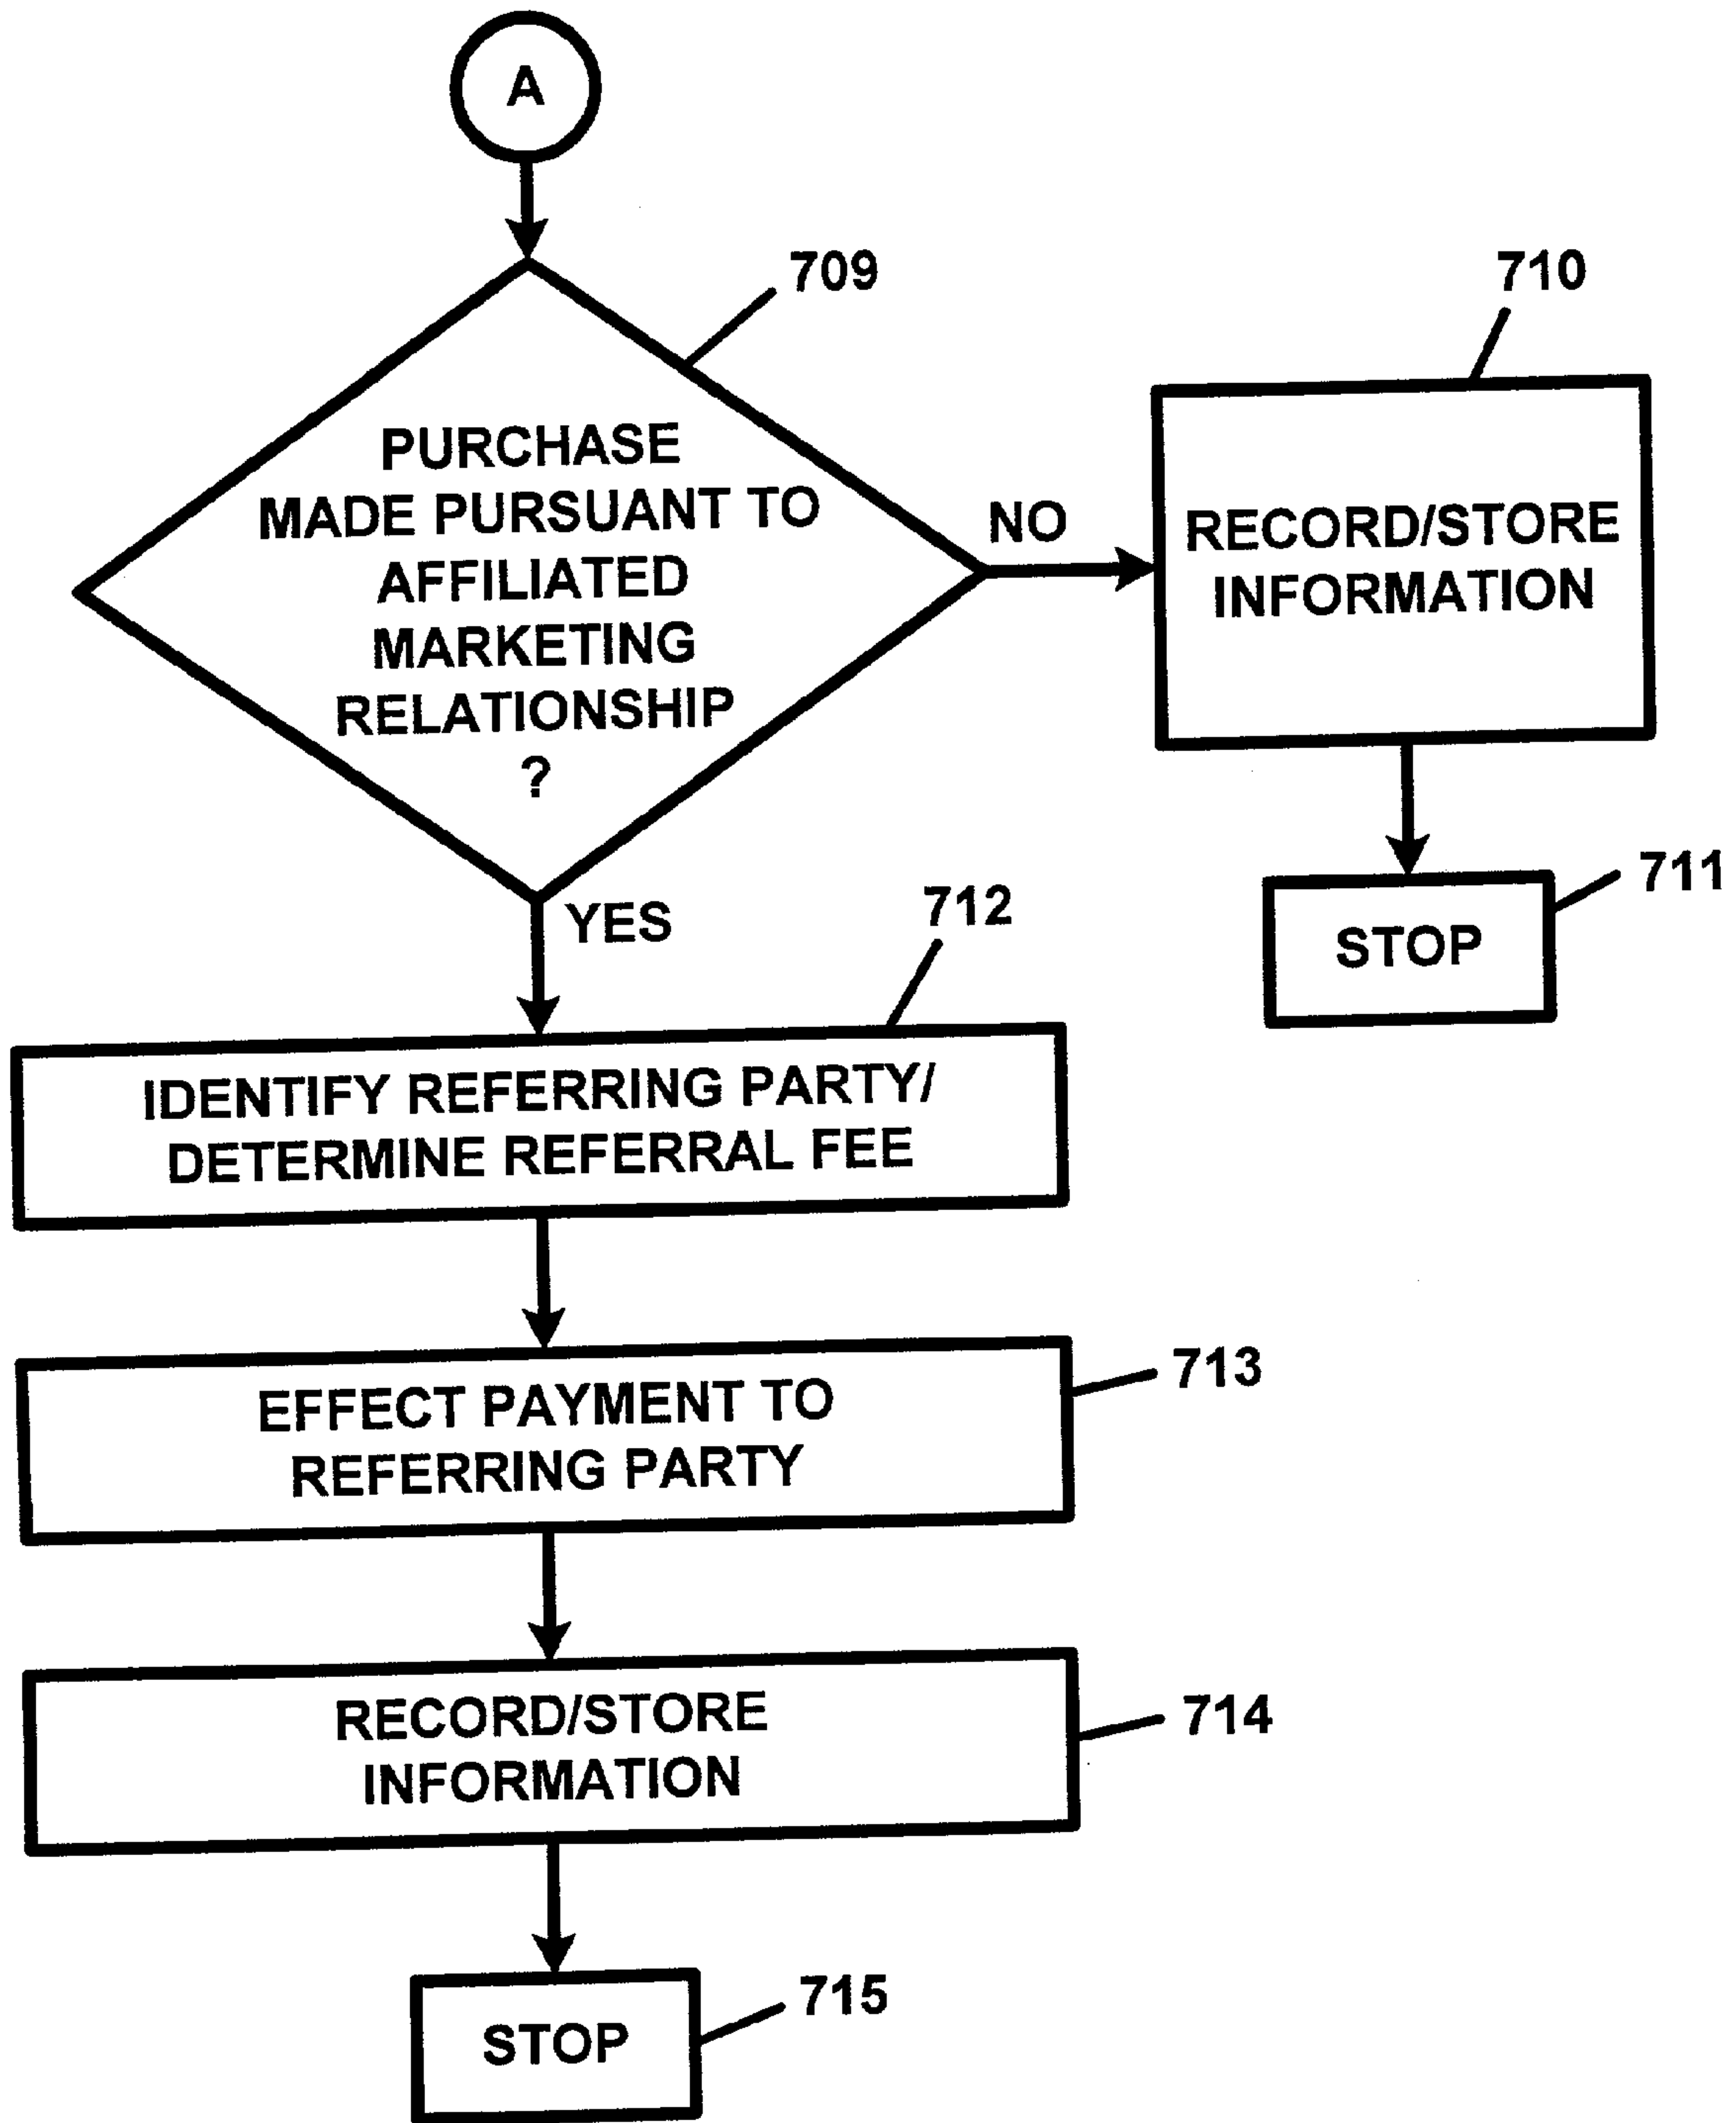 A
709
PURCHASE
MADE PURSUANT TO
AFFILIATED
MARKETING
RELATIONSHIP
?
NO
710
RECORD/STORE
INFORMATION
711
STOP
YES
712
IDENTIFY REFERRING PARTY/
DETERMINE REFERRAL FEE
713
EFFECT PAYMENT TO
REFERRING PARTY
714
RECORD/STORE
INFORMATION
715
STOP